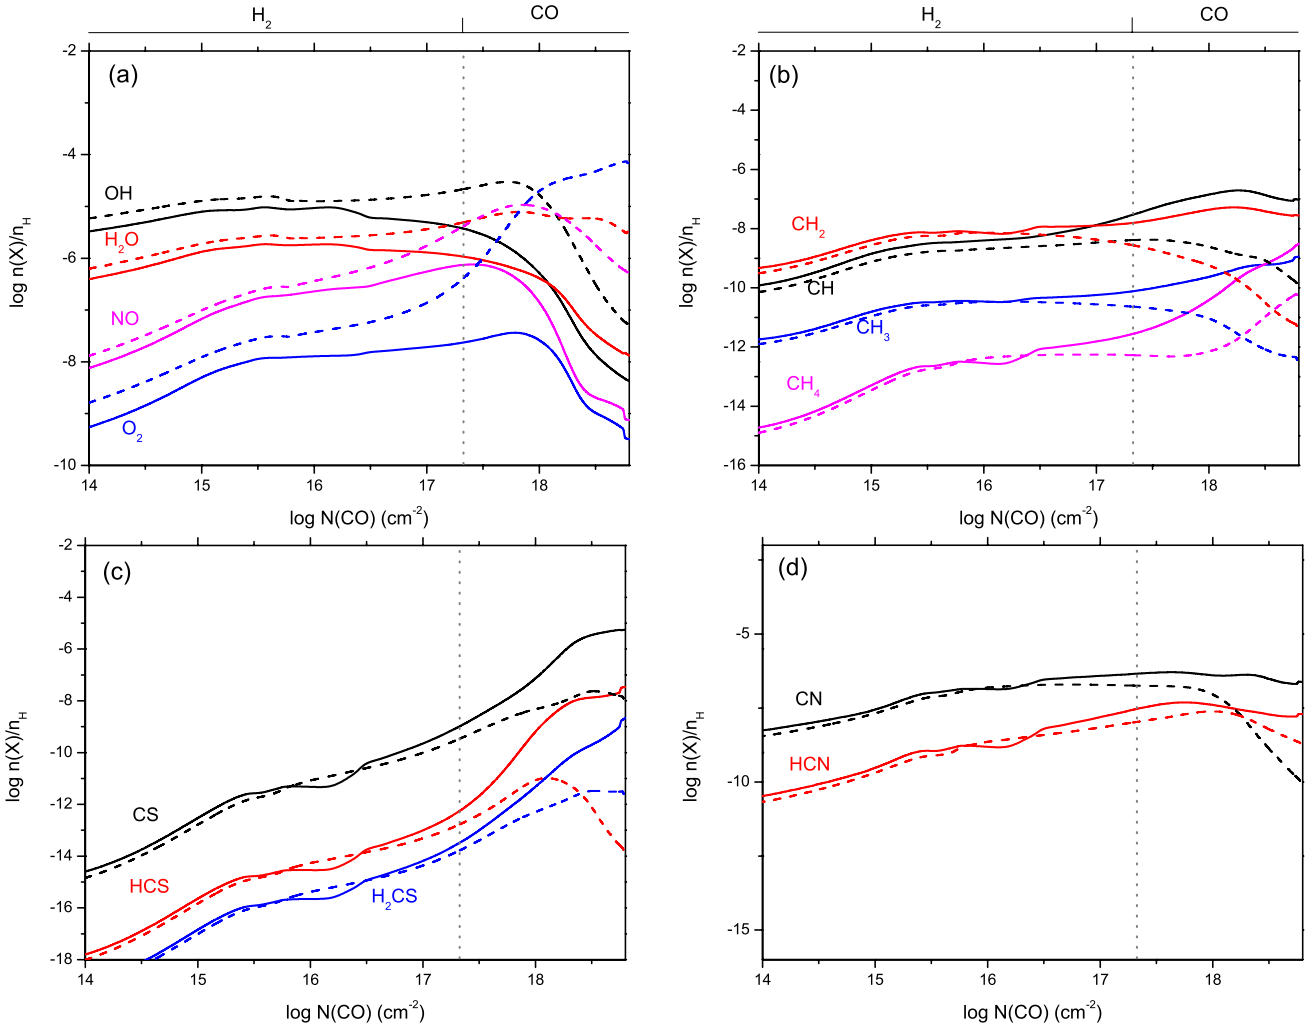 H2 CO
(a)
-2
-4
-6
-8
-10
log n(X)/nH
OH
H2O
NO
O2
14 15 16 17 18
log N(CO) (cm-2)
H2 CO
(b)
-2
-4
-6
-8
-10
-12
-14
-16
log n(X)/nH
CH2
CH
CH3
CH4
14 15 16 17 18
log N(CO) (cm-2)
(c)
-2
-4
-6
-8
-10
-12
-14
-16
-18
log n(X)/nH
CS
HCS
H2CS
14 15 16 17 18
log N(CO) (cm-2)
(d)
-5
-10
-15
log n(X)/nH
CN
HCN
14 15 16 17 18
log N(CO) (cm-2)